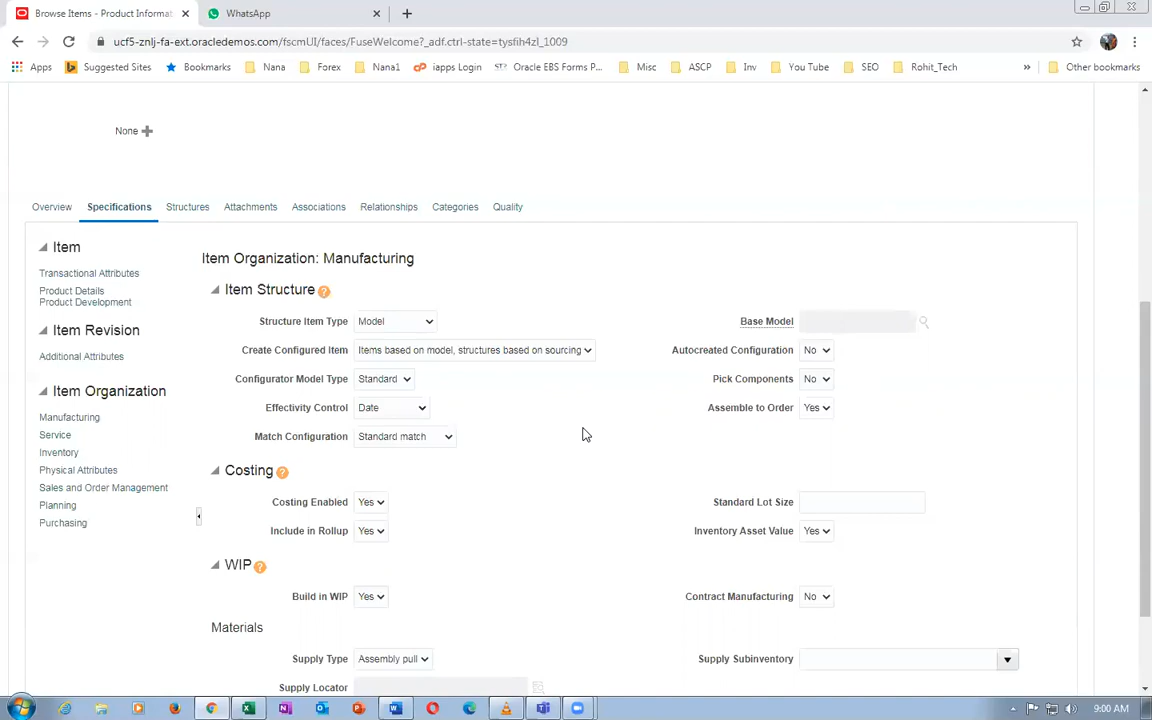 Browse Items - Product Informat
WhatsApp
ucf5-znlj-fa-ext.oracledemos.com/fscmUI/faces/FuseWelcome?_adf.ctrl-state=tysfih4zl_1009
Apps Suggested Sites Bookmarks Nana Forex Nana1 iapps Login Oracle EBS Forms P... Misc ASCP Inv You Tube SEO Rohit_Tech » Other bookmarks
None
Overview Specifications Structures Attachments Associations Relationships Categories Quality
Item
Transactional Attributes
Product Details
Product Development
Item Revision
Additional Attributes
Item Organization
Manufacturing
Service
Inventory
Physical Attributes
Sales and Order Management
Planning
Purchasing
Item Organization: Manufacturing
Item Structure
Structure Item Type Model Base Model
Create Configured Item Items based on model, structures based on sourcing Autocreated Configuration No
Configurator Model Type Standard Pick Components No
Effectivity Control Date Assemble to Order Yes
Match Configuration Standard match
Costing
Costing Enabled Yes Standard Lot Size
Include in Rollup Yes Inventory Asset Value Yes
WIP
Build in WIP Yes Contract Manufacturing No
Materials
Supply Type Assembly pull Supply Subinventory
Supply Locator
9:00 AM